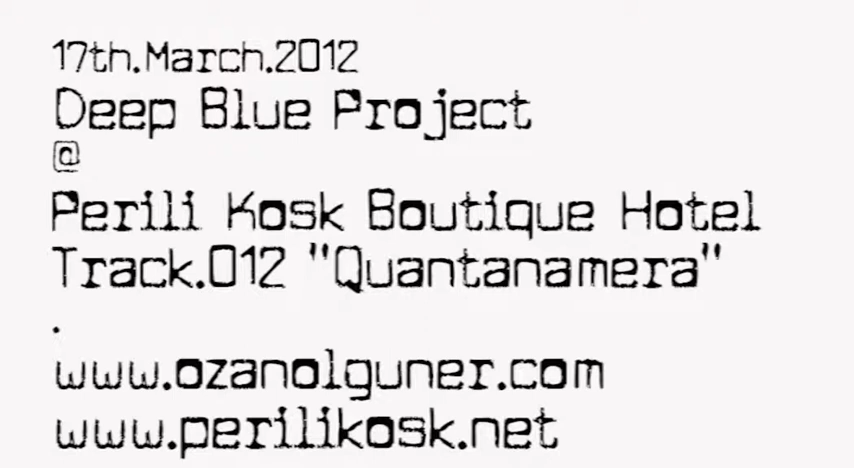 17th.March.2012
Deep Blue Project
@
Perili Kosk Boutique Hotel
Track.012 "Quantanamera"
.
www.ozanolguner.com
www.perilikosk.net